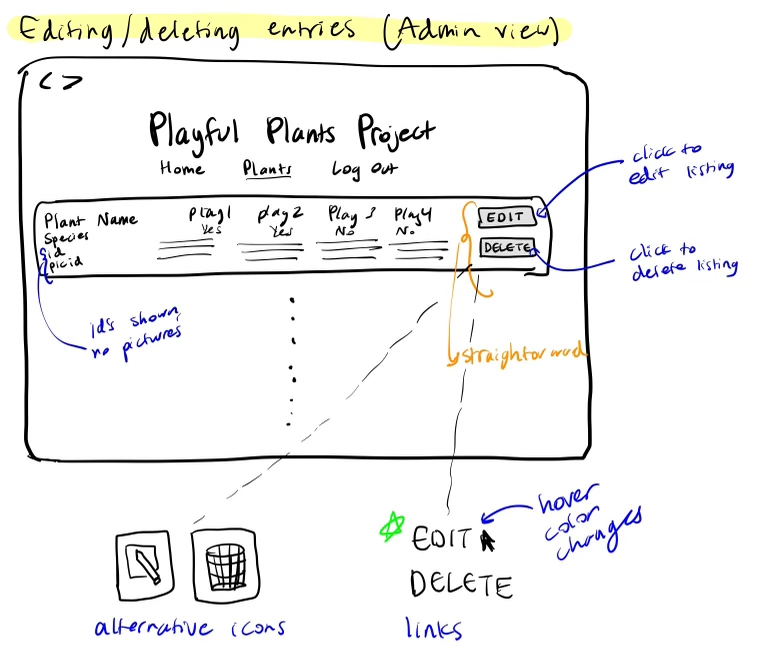 Editing/deleting entries (Admin view)
< >
Playful Plants Project
Home Plants Log Out
Plant Name play1 play2 Play 3 Play4 EDIT
Species Yes Yes No No
id DELETE
picid
click to
edit listing
click to
delete listing
ids shown,
no pictures
straightforward
EDIT
DELETE
hover
color
changes
alternative icons
links